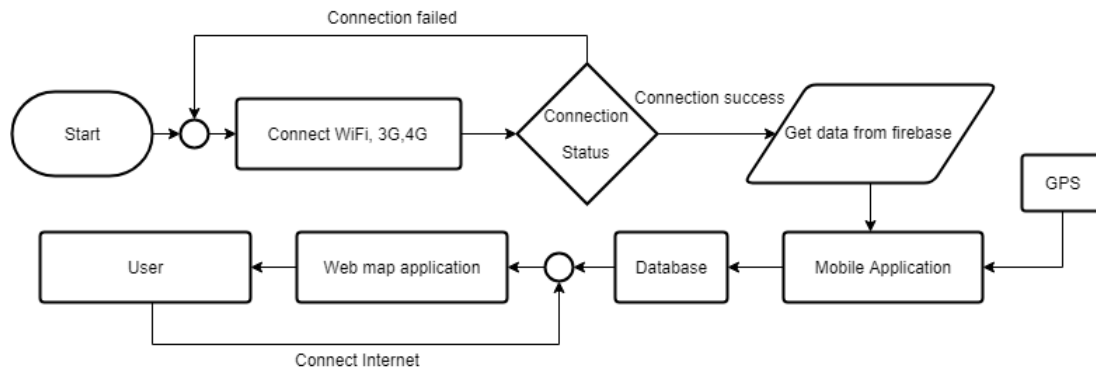 Connection failed
Start
Connect WiFi, 3G,4G
Connection
Status
Connection success
Get data from firebase
GPS
User
Web map application
Database
Mobile Application
Connect Internet